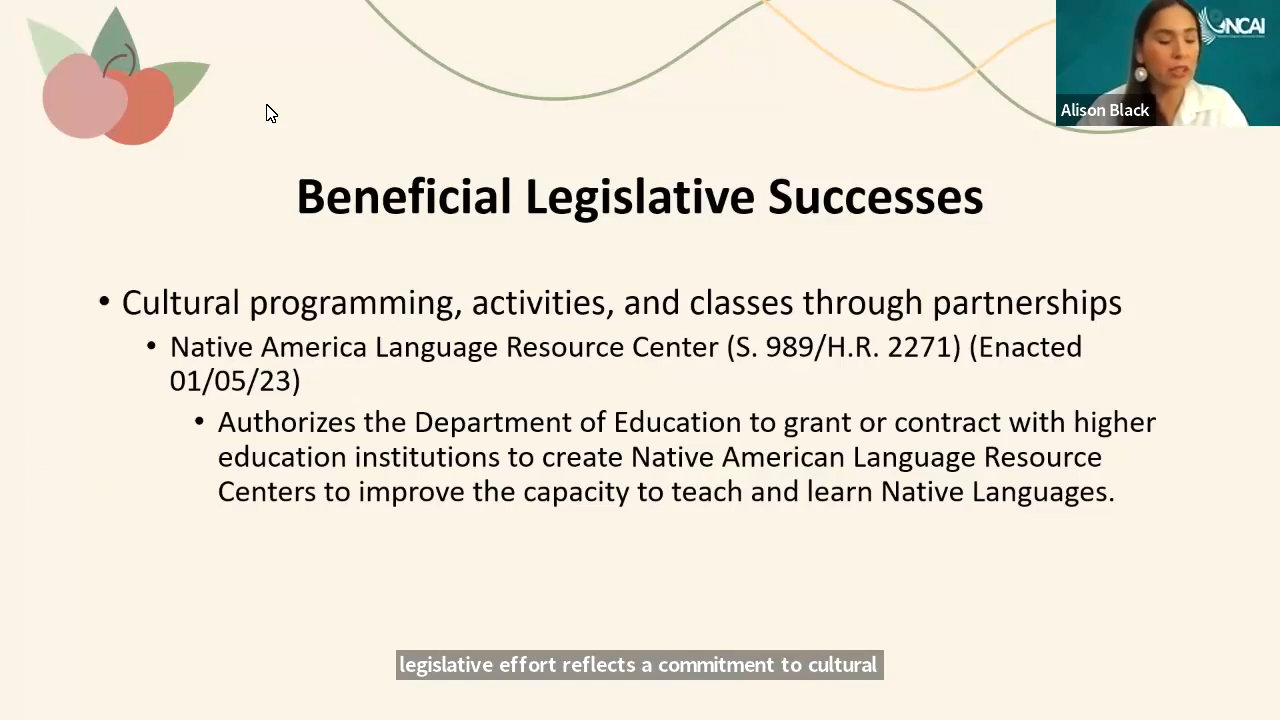 NCAI
Alison Black
Beneficial Legislative Successes
• Cultural programming, activities, and classes through partnerships
• Native America Language Resource Center (S. 989/H.R. 2271) (Enacted
01/05/23)
• Authorizes the Department of Education to grant or contract with higher
education institutions to create Native American Language Resource
Centers to improve the capacity to teach and learn Native Languages.
legislative effort reflects a commitment to cultural